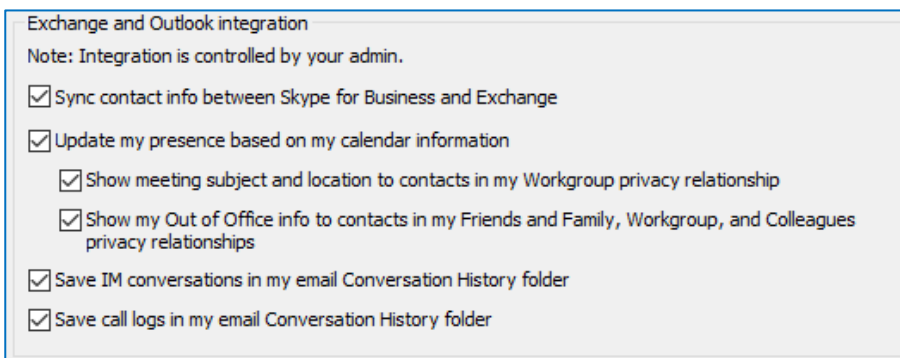 Exchange and Outlook integration
Note: Integration is controlled by your admin.
Sync contact info between Skype for Business and Exchange
Update my presence based on my calendar information
Show meeting subject and location to contacts in my Workgroup privacy relationship
Show my Out of Office info to contacts in my Friends and Family, Workgroup, and Colleagues
privacy relationships
Save IM conversations in my email Conversation History folder
Save call logs in my email Conversation History folder